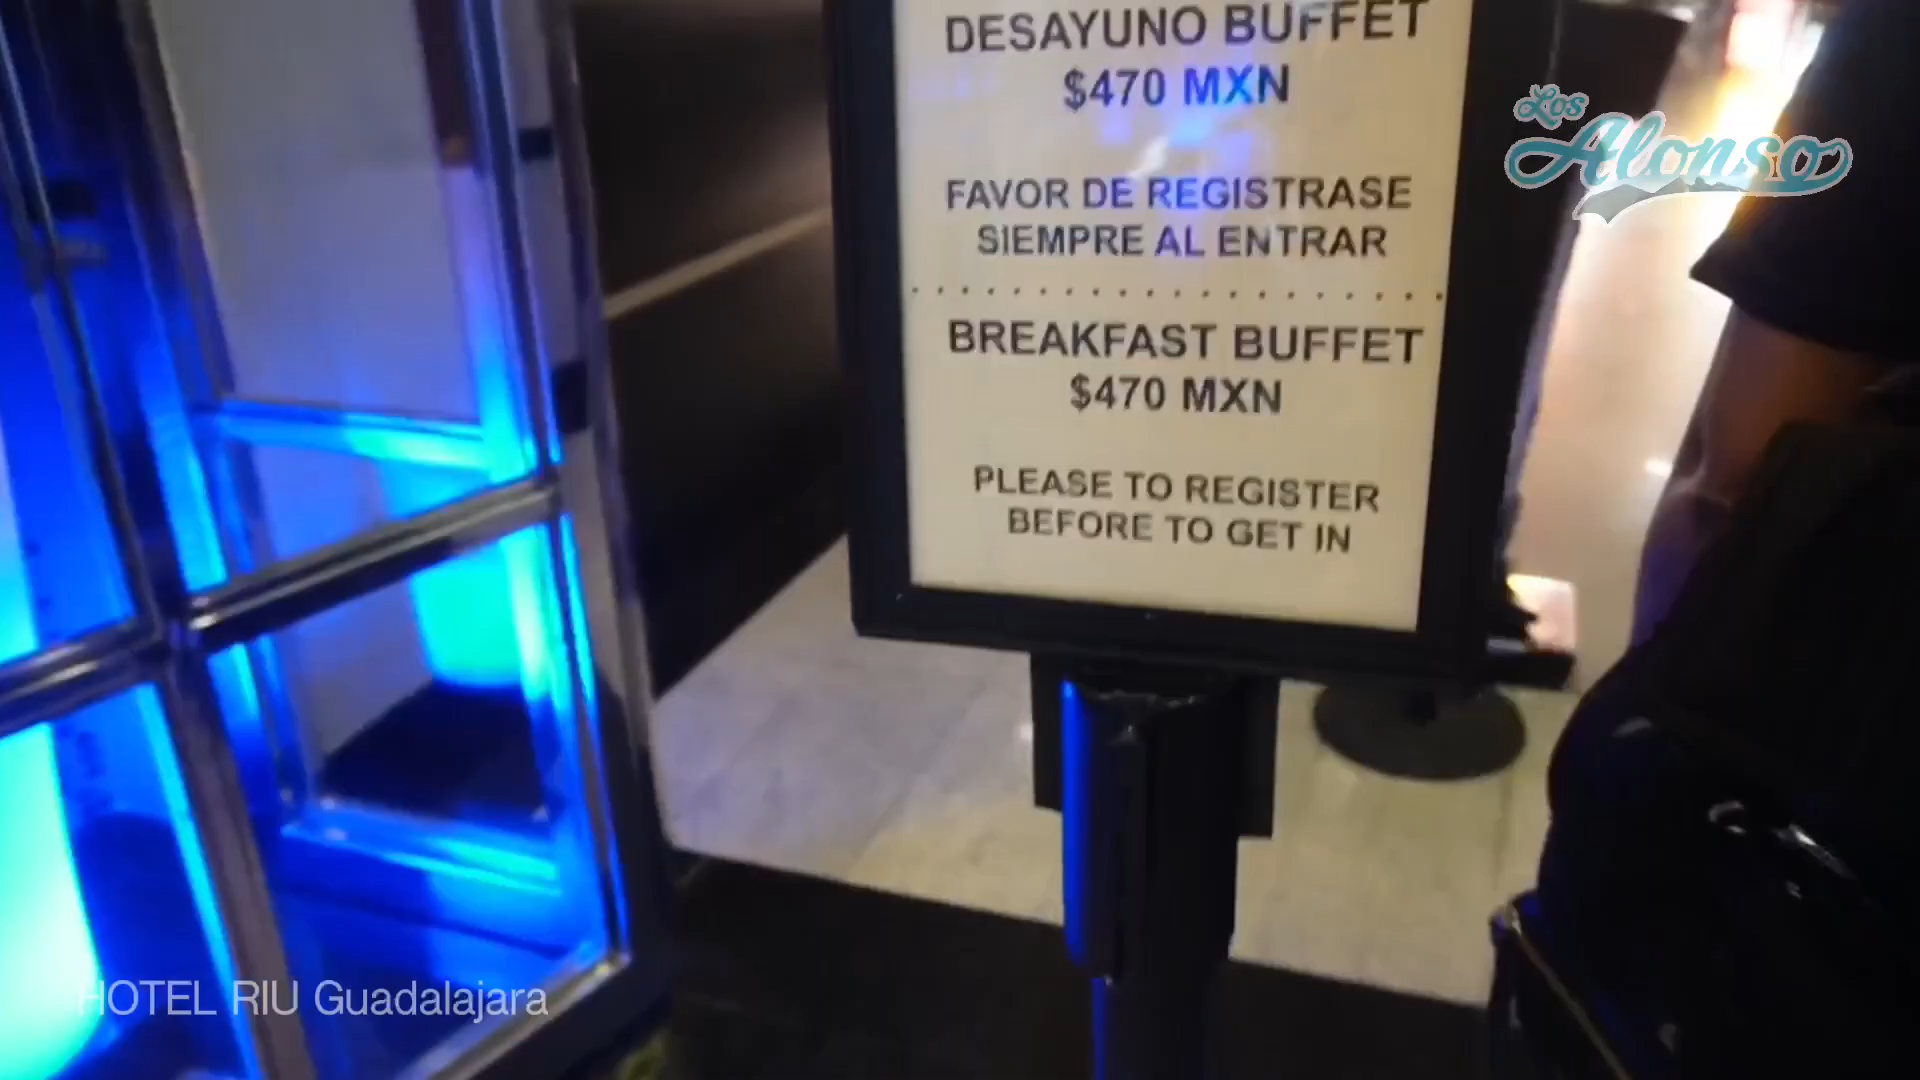 DESAYUNO BUFFET
$470 MXN
FAVOR DE REGISTRASE
SIEMPRE AL ENTRAR
BREAKFAST BUFFET
$470 MXN
PLEASE TO REGISTER
BEFORE TO GET IN
Los
Alonso
HOTEL RIU Guadalajara